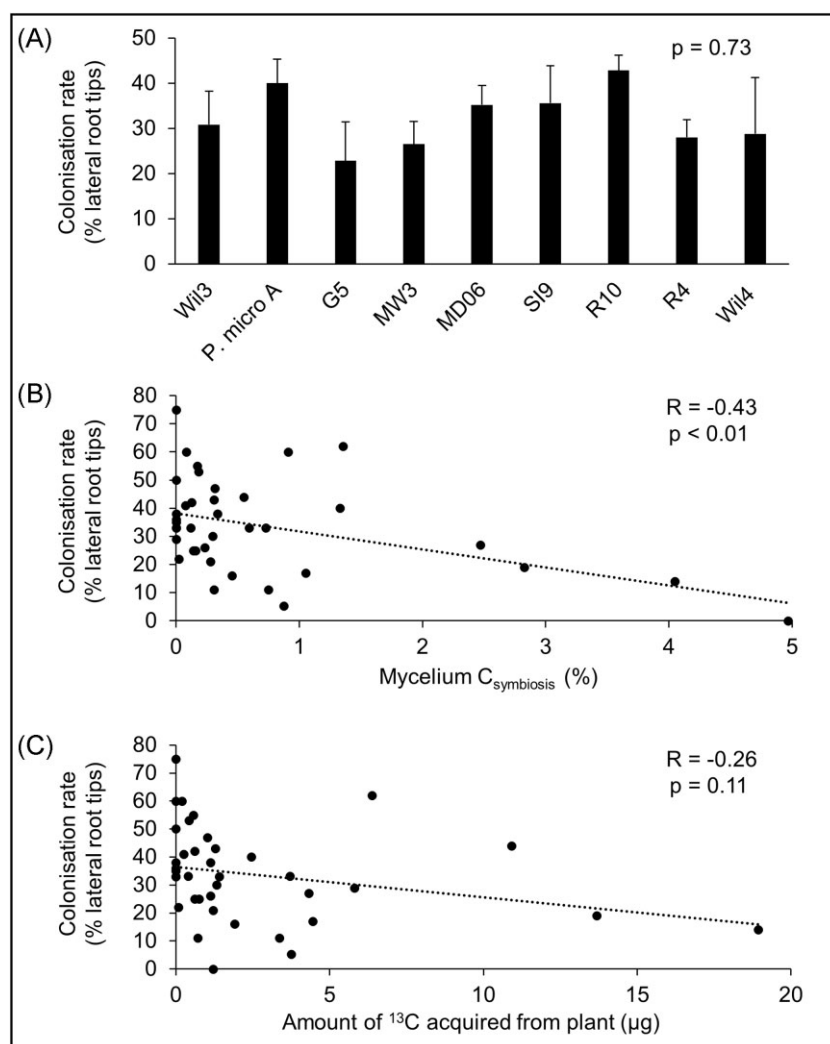 (A)
p = 0.73
Colonisation rate
(% lateral root tips)
50
40
30
20
10
0
Wil3
P. micro A
G5
MW3
MD06
SI9
R10
R4
Wil4
(B)
R = -0.43
p < 0.01
Colonisation rate
(% lateral root tips)
80
70
60
50
40
30
20
10
0
0 1 2 3 4 5
Mycelium Csymbiosis (%)
(C)
R = -0.26
p = 0.11
Colonisation rate
(% lateral root tips)
80
70
60
50
40
30
20
10
0
0 5 10 15 20
Amount of ¹³C acquired from plant (µg)